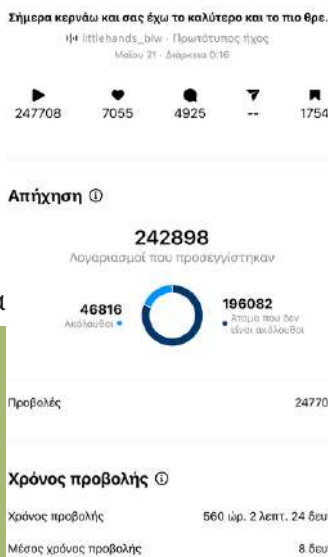 Σήμερα κερνάω και σας έχω το καλύτερο και το πιο θρε.
littlehands_blw · Πρωτότυπος ήχος
Μαΐου 21 · Διάρκεια 0:16
247708 7055 4925 -- 1754
Απήχηση
242898
Λογαριασμοί που προσεγγίστηκαν
46816
Ακόλουθοι
196082
Άτομα που δεν
είναι ακόλουθοι
Προβολές 24770
Χρόνος προβολής
Χρόνος προβολής 560 ώρ. 2 λεπτ. 24 δευ
Μέσος χρόνος προβολής 8 δευ